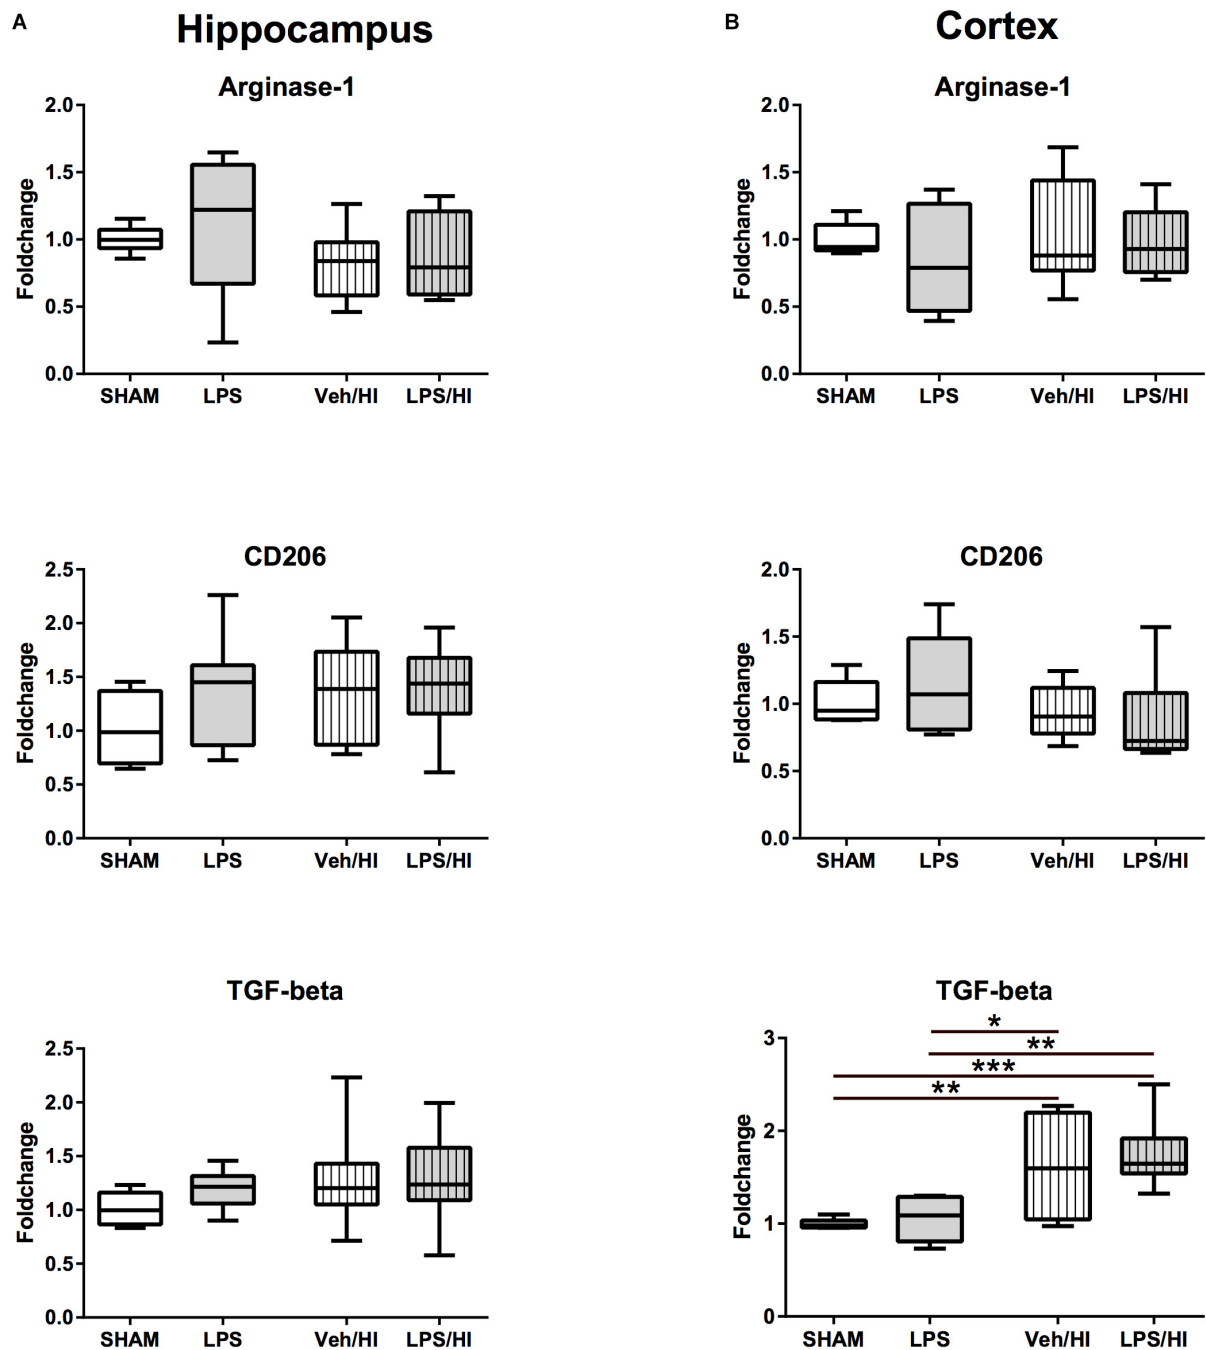 A
Hippocampus
Arginase-1
Foldchange
2.0
1.5
1.0
0.5
0.0
SHAM LPS Veh/HI LPS/HI
CD206
Foldchange
2.5
2.0
1.5
1.0
0.5
0.0
SHAM LPS Veh/HI LPS/HI
TGF-beta
Foldchange
2.5
2.0
1.5
1.0
0.5
0.0
SHAM LPS Veh/HI LPS/HI
B
Cortex
Arginase-1
Foldchange
2.0
1.5
1.0
0.5
0.0
SHAM LPS Veh/HI LPS/HI
CD206
Foldchange
2.0
1.5
1.0
0.5
0.0
SHAM LPS Veh/HI LPS/HI
TGF-beta
*
**
***
**
Foldchange
3
2
1
0
SHAM LPS Veh/HI LPS/HI